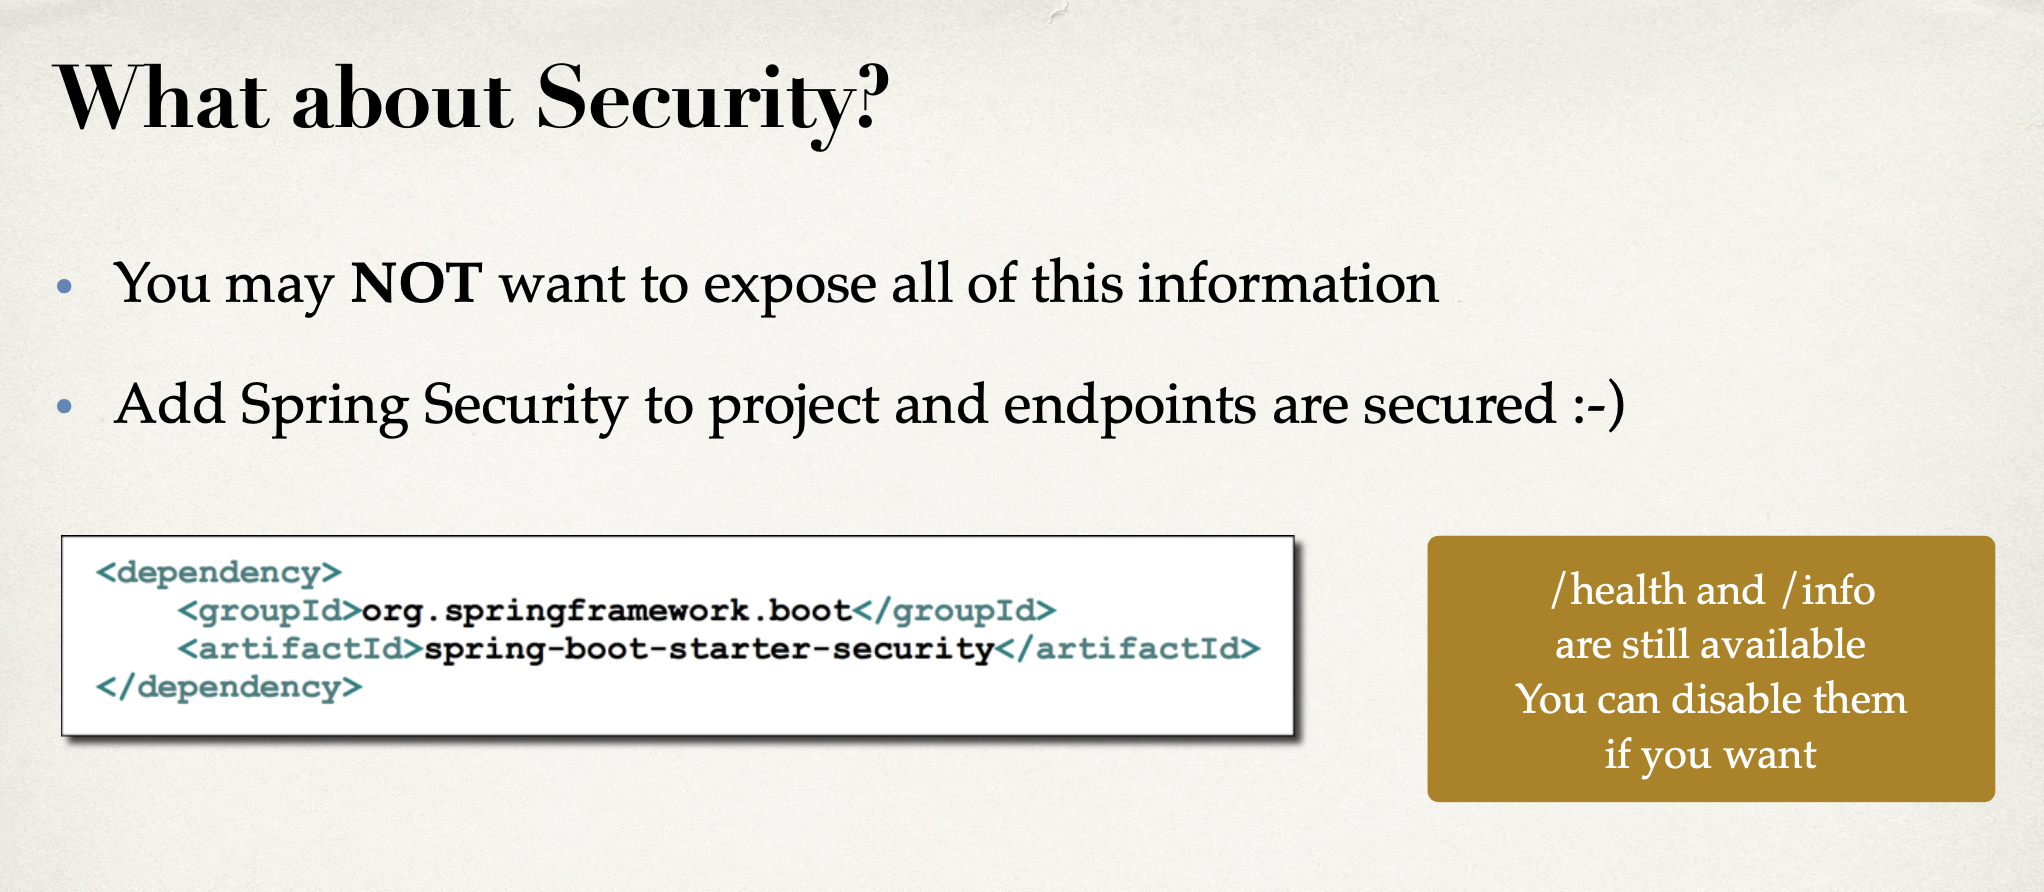 What about Security?
• You may NOT want to expose all of this information
• Add Spring Security to project and endpoints are secured :-)
<dependency>
    <groupId>org.springframework.boot</groupId>
    <artifactId>spring-boot-starter-security</artifactId>
</dependency>
/health and /info
are still available
You can disable them
if you want